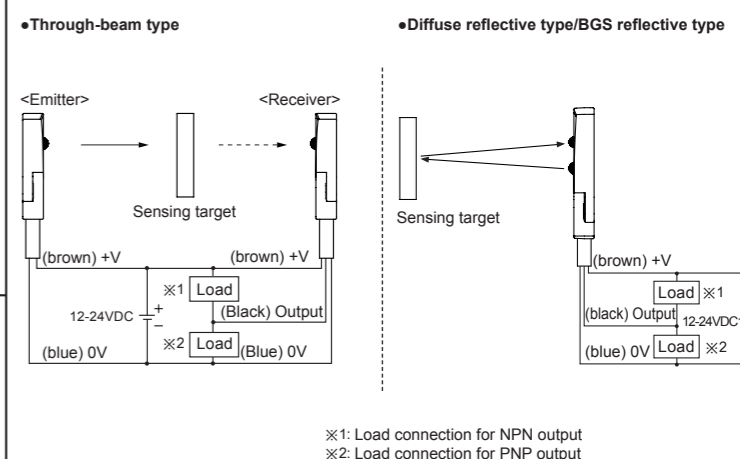 ●Through-beam type
<Emitter>
<Receiver>
Sensing target
(brown) +V
(brown) +V
※1 Load
(Black) Output
12-24VDC
+
−
※2 Load
(blue) 0V
(Blue) 0V
●Diffuse reflective type/BGS reflective type
Sensing target
(brown) +V
Load ※1
(black) Output
12-24VDC
(blue) 0V
Load ※2
※1: Load connection for NPN output
※2: Load connection for PNP output